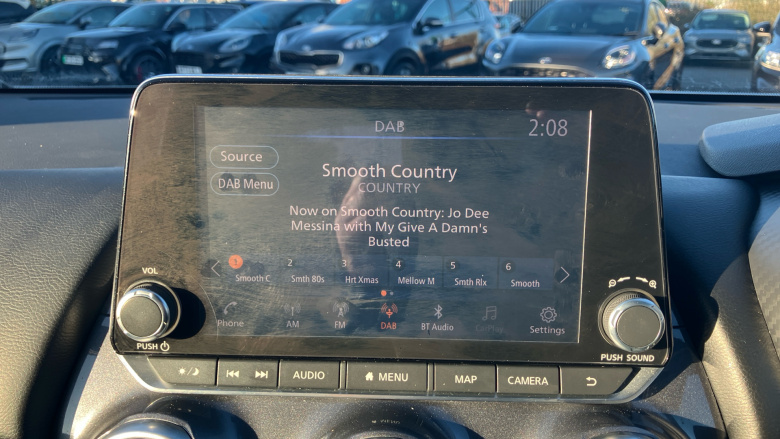 DAB
2:08
Source
DAB Menu
Smooth Country
COUNTRY
Now on Smooth Country: Jo Dee
Messina with My Give A Damn's
Busted
1 2 3 4 5 6
Smooth C Smth 80s Hrt Xmas Mellow M Smth Rlx Smooth
Phone AM FM DAB BT Audio CarPlay Settings
VOL
PUSH
PUSH SOUND
AUDIO MENU MAP CAMERA